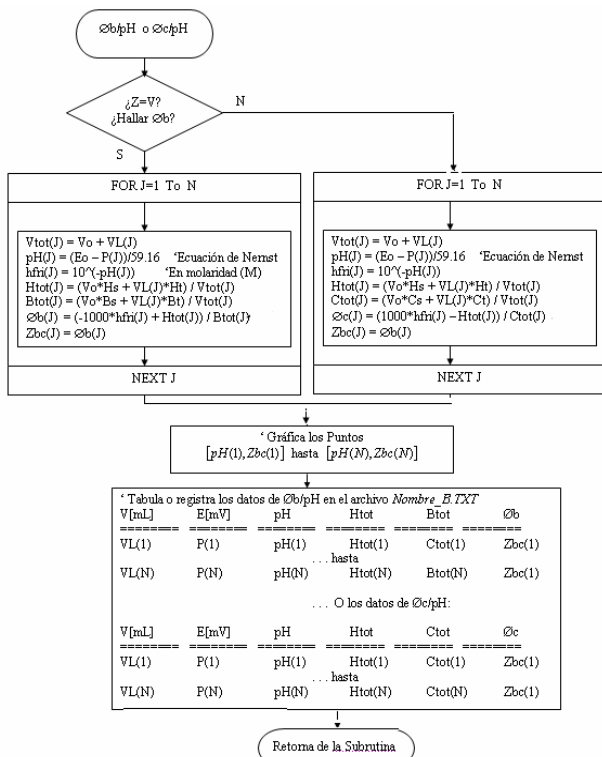 Øb/pH o Øc/pH
¿Z=V?
¿Hallar Øb?
N
S
FOR J=1 To N
Vtot(J) = Vo + VL(J)
pH(J) = (Eo – P(J))/59.16 ‘Ecuación de Nernst
hfri(J) = 10^(-pH(J)) ‘En molaridad (M)
Htot(J) = (Vo*Hs + VL(J)*Ht) / Vtot(J)
Btot(J) = (Vo*Bs + VL(J)*Bt) / Vtot(J)
Øb(J) = (-1000*hfri(J) + Htot(J)) / Btot(J)
Zbc(J) = Øb(J)
NEXT J
FOR J=1 To N
Vtot(J) = Vo + VL(J)
pH(J) = (Eo – P(J))/59.16 ‘Ecuación de Nernst
hfri(J) = 10^(-pH(J))
Htot(J) = (Vo*Hs + VL(J)*Ht) / Vtot(J)
Ctot(J) = (Vo*Cs + VL(J)*Ct) / Vtot(J)
Øc(J) = (1000*hfri(J) – Htot(J)) / Ctot(J)
Zbc(J) = Øb(J)
NEXT J
‘ Gráfica los Puntos
[pH(1),Zbc(1)] hasta [pH(N),Zbc(N)]
‘ Tabula o registra los datos de Øb/pH en el archivo Nombre_B.TXT
V[mL] E[mV] pH Htot Btot Øb
======== ======= ======= ======== ======== ========
VL(1) P(1) pH(1) Htot(1) Ctot(1) Zbc(1)
. . . hasta
VL(N) P(N) pH(N) Htot(N) Btot(N) Zbc(1)
. . . O los datos de Øc/pH:
V[mL] E[mV] pH Htot Ctot Øc
======== ======= ======= ======== ======== ========
VL(1) P(1) pH(1) Htot(1) Ctot(1) Zbc(1)
. . . hasta
VL(N) P(N) pH(N) Htot(N) Ctot(N) Zbc(1)
Retorna de la Subrutina